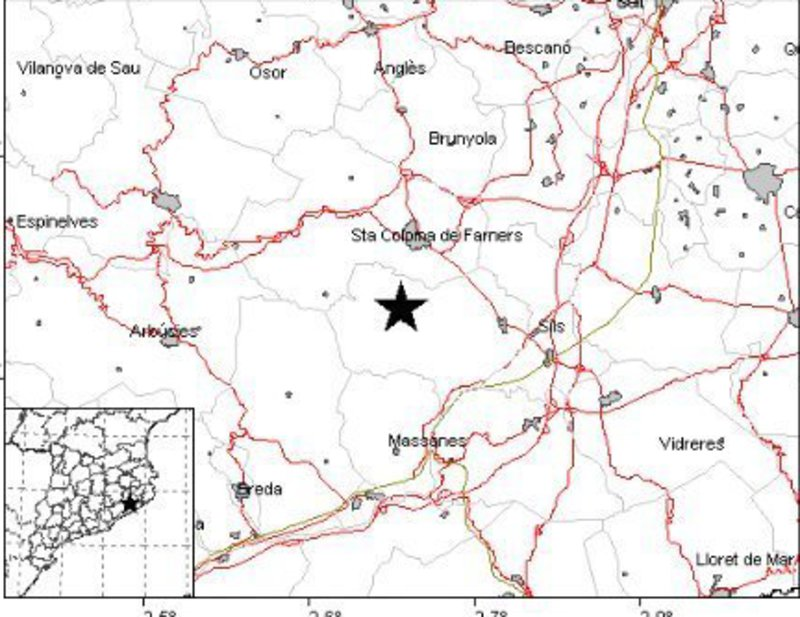 Bescanó
Vilanova de Sau
Osor
Anglès
Brunyola
Espinelves
Sta Coloma de Farners
Sils
Arbúcies
Massanes
Vidreres
Breda
Lloret de Mar